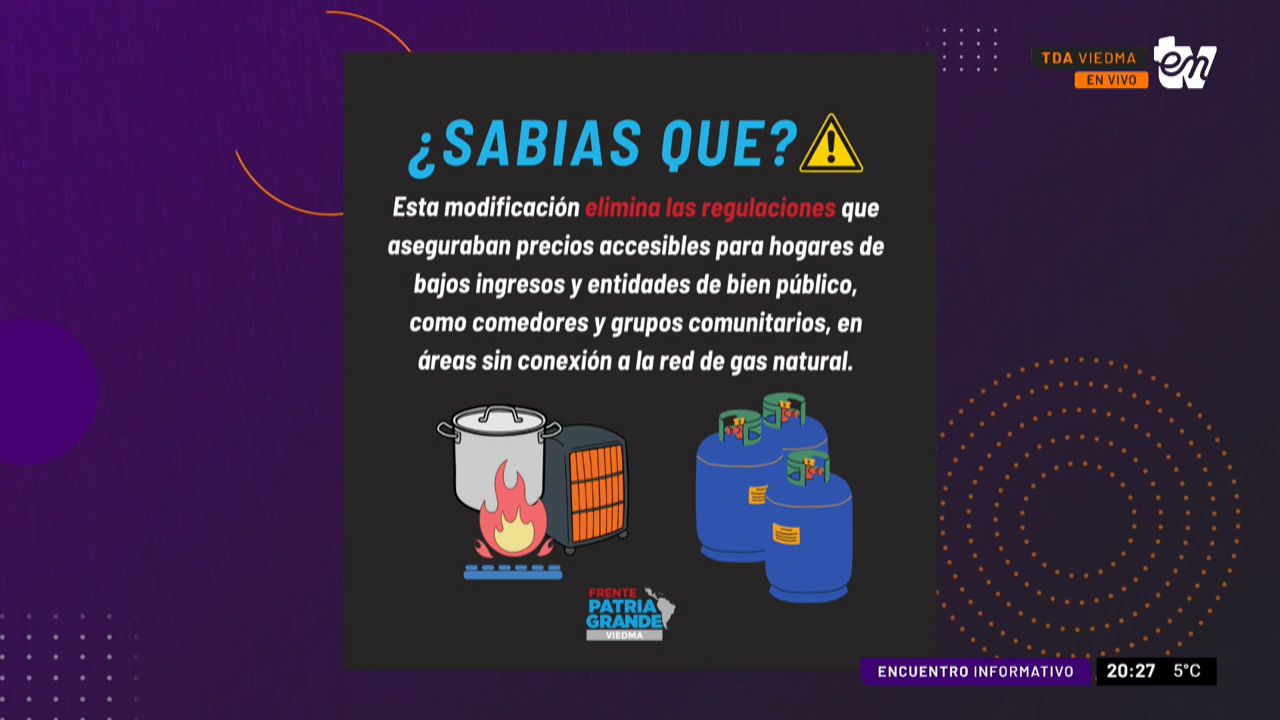 TDA VIEDMA
EN VIVO
tv
em
¿SABIAS QUE?
Esta modificación elimina las regulaciones que
aseguraban precios accesibles para hogares de
bajos ingresos y entidades de bien público,
como comedores y grupos comunitarios, en
áreas sin conexión a la red de gas natural.
FRENTE
PATRIA
GRANDE
VIEDMA
ENCUENTRO INFORMATIVO
20:27 5°C